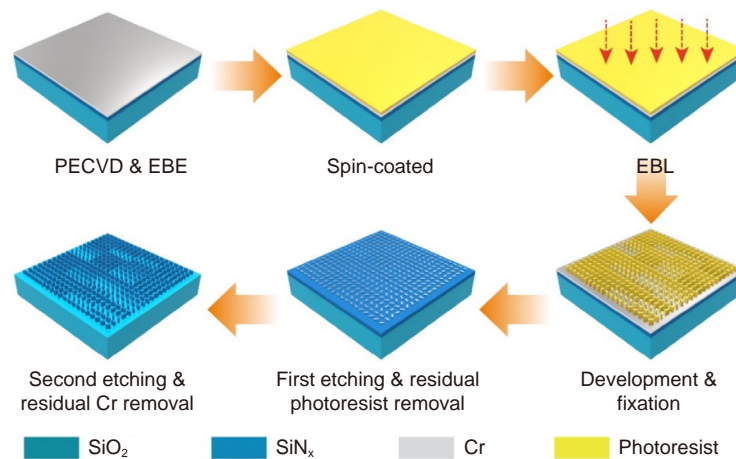 PECVD & EBE
Spin-coated
EBL
Second etching &
residual Cr removal
First etching & residual
photoresist removal
Development &
fixation
SiO₂
SiNₓ
Cr
Photoresist